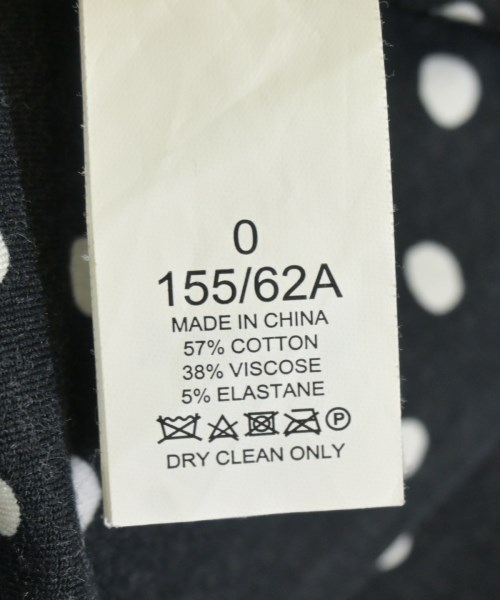 0
155/62A
MADE IN CHINA
57% COTTON
38% VISCOSE
5% ELASTANE
P
DRY CLEAN ONLY